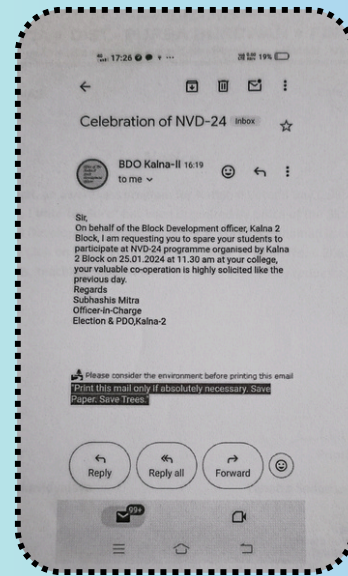 17:26
19%
Celebration of NVD-24 Inbox
BDO Kalna-II 16:19
to me
Sir,
On behalf of the Block Development officer, Kalna 2
Block, I am requesting you to spare your students to
participate at NVD-24 programme organised by Kalna
2 Block on 25.01.2024 at 11.30 am at your college,
your valuable co-operation is highly solicited like the
previous day.
Regards
Subhashis Mitra
Officer-in-Charge
Election & PDO,Kalna-2
Please consider the environment before printing this email
"Print this mail only if absolutely necessary. Save
Paper. Save Trees."
Reply
Reply all
Forward
99+